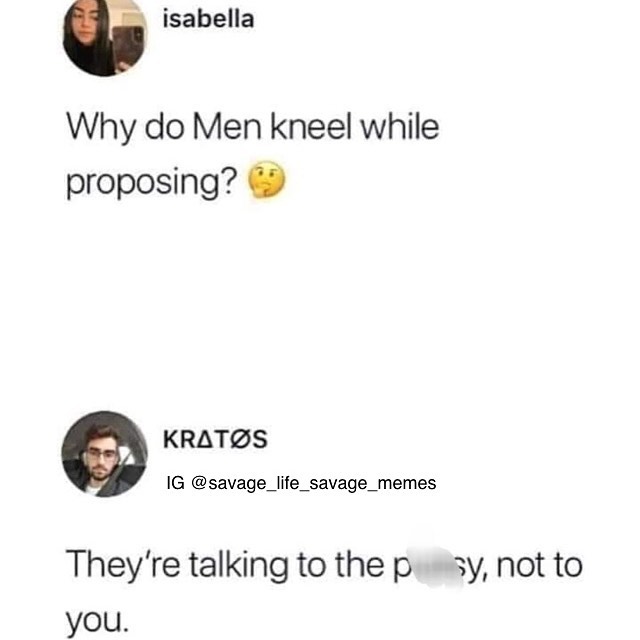 isabella
Why do Men kneel while
proposing? 🤔
KRΔTØS
IG @savage_life_savage_memes
They're talking to the, not to
you.